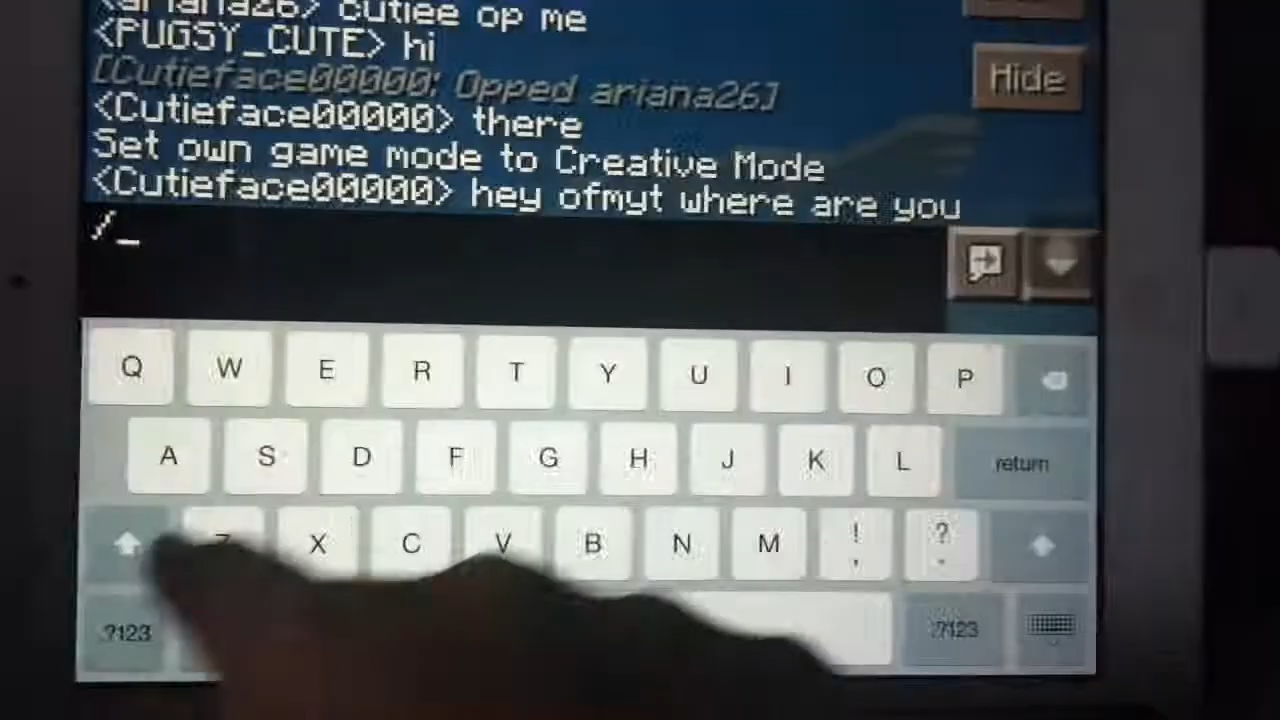 <ariana26> cutiee op me
<PUGSY_CUTE> hi
[Cutieface00000: Opped ariana26]
<Cutieface00000> there
Set own game mode to Creative Mode
<Cutieface00000> hey ofmyt where are you
/_
Hide
Q W E R T Y U I O P
A S D F G H J K L return
Z X C V B N M ! , ? .
.?123 .?123